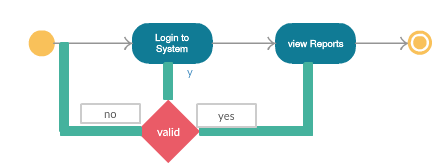 Login to
System
view Reports
y
no
yes
valid